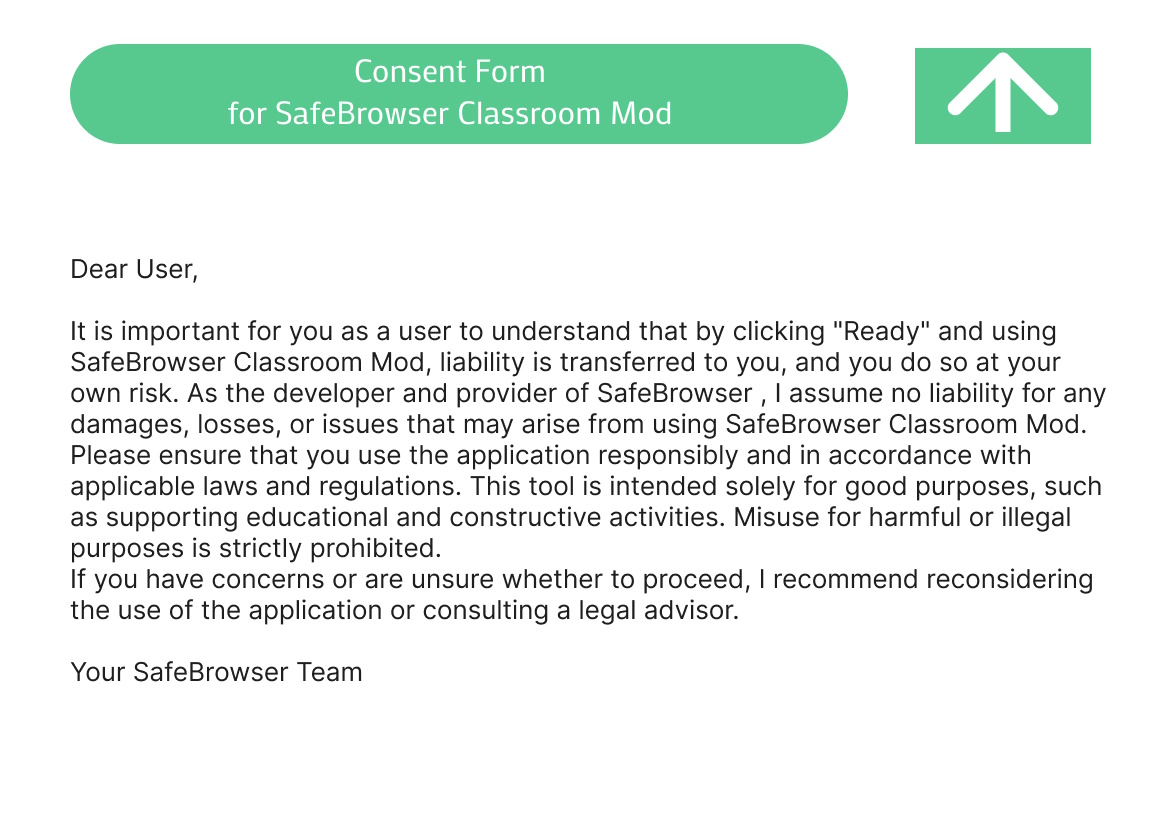 Consent Form
for SafeBrowser Classroom Mod
Dear User,
It is important for you as a user to understand that by clicking "Ready" and using
SafeBrowser Classroom Mod, liability is transferred to you, and you do so at your
own risk. As the developer and provider of SafeBrowser , I assume no liability for any
damages, losses, or issues that may arise from using SafeBrowser Classroom Mod.
Please ensure that you use the application responsibly and in accordance with
applicable laws and regulations. This tool is intended solely for good purposes, such
as supporting educational and constructive activities. Misuse for harmful or illegal
purposes is strictly prohibited.
If you have concerns or are unsure whether to proceed, I recommend reconsidering
the use of the application or consulting a legal advisor.
Your SafeBrowser Team